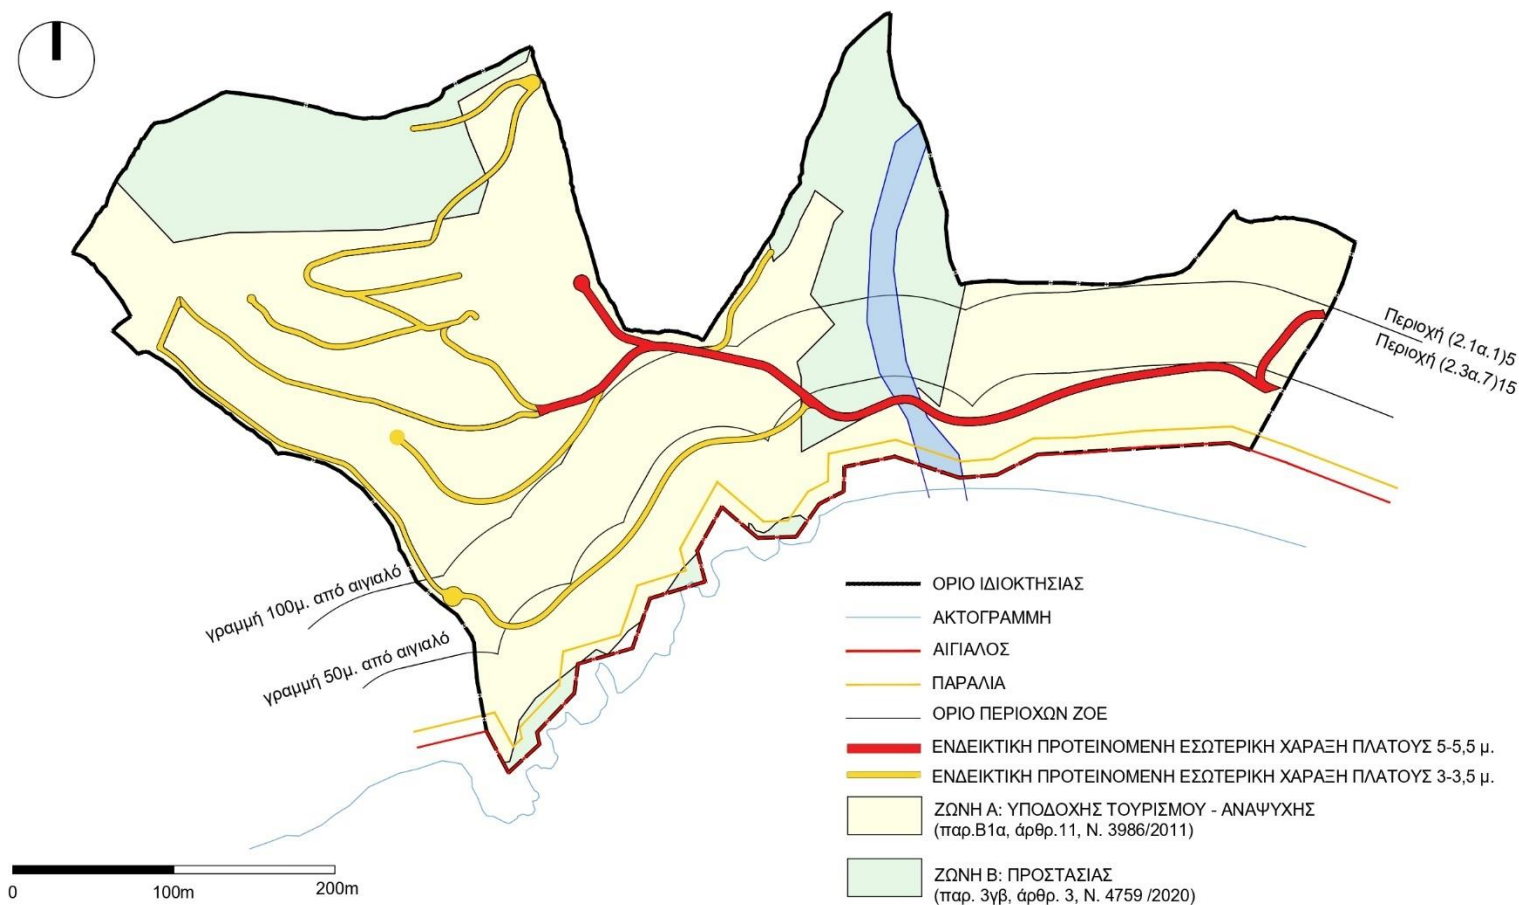 Περιοχή (2.1α.1)5
Περιοχή (2.3α.7)15
γραμμή 100μ. από αιγιαλό
γραμμή 50μ. από αιγιαλό
ΟΡΙΟ ΙΔΙΟΚΤΗΣΙΑΣ
ΑΚΤΟΓΡΑΜΜΗ
ΑΙΓΙΑΛΟΣ
ΠΑΡΑΛΙΑ
ΟΡΙΟ ΠΕΡΙΟΧΩΝ ΖΟΕ
ΕΝΔΕΙΚΤΙΚΗ ΠΡΟΤΕΙΝΟΜΕΝΗ ΕΣΩΤΕΡΙΚΗ ΧΑΡΑΞΗ ΠΛΑΤΟΥΣ 5-5,5 μ.
ΕΝΔΕΙΚΤΙΚΗ ΠΡΟΤΕΙΝΟΜΕΝΗ ΕΣΩΤΕΡΙΚΗ ΧΑΡΑΞΗ ΠΛΑΤΟΥΣ 3-3,5 μ.
ΖΩΝΗ Α: ΥΠΟΔΟΧΗΣ ΤΟΥΡΙΣΜΟΥ - ΑΝΑΨΥΧΗΣ
(παρ.Β1α, άρθρ.11, Ν. 3986/2011)
ΖΩΝΗ Β: ΠΡΟΣΤΑΣΙΑΣ
(παρ. 3γβ, άρθρ. 3, Ν. 4759 /2020)
0 100m 200m